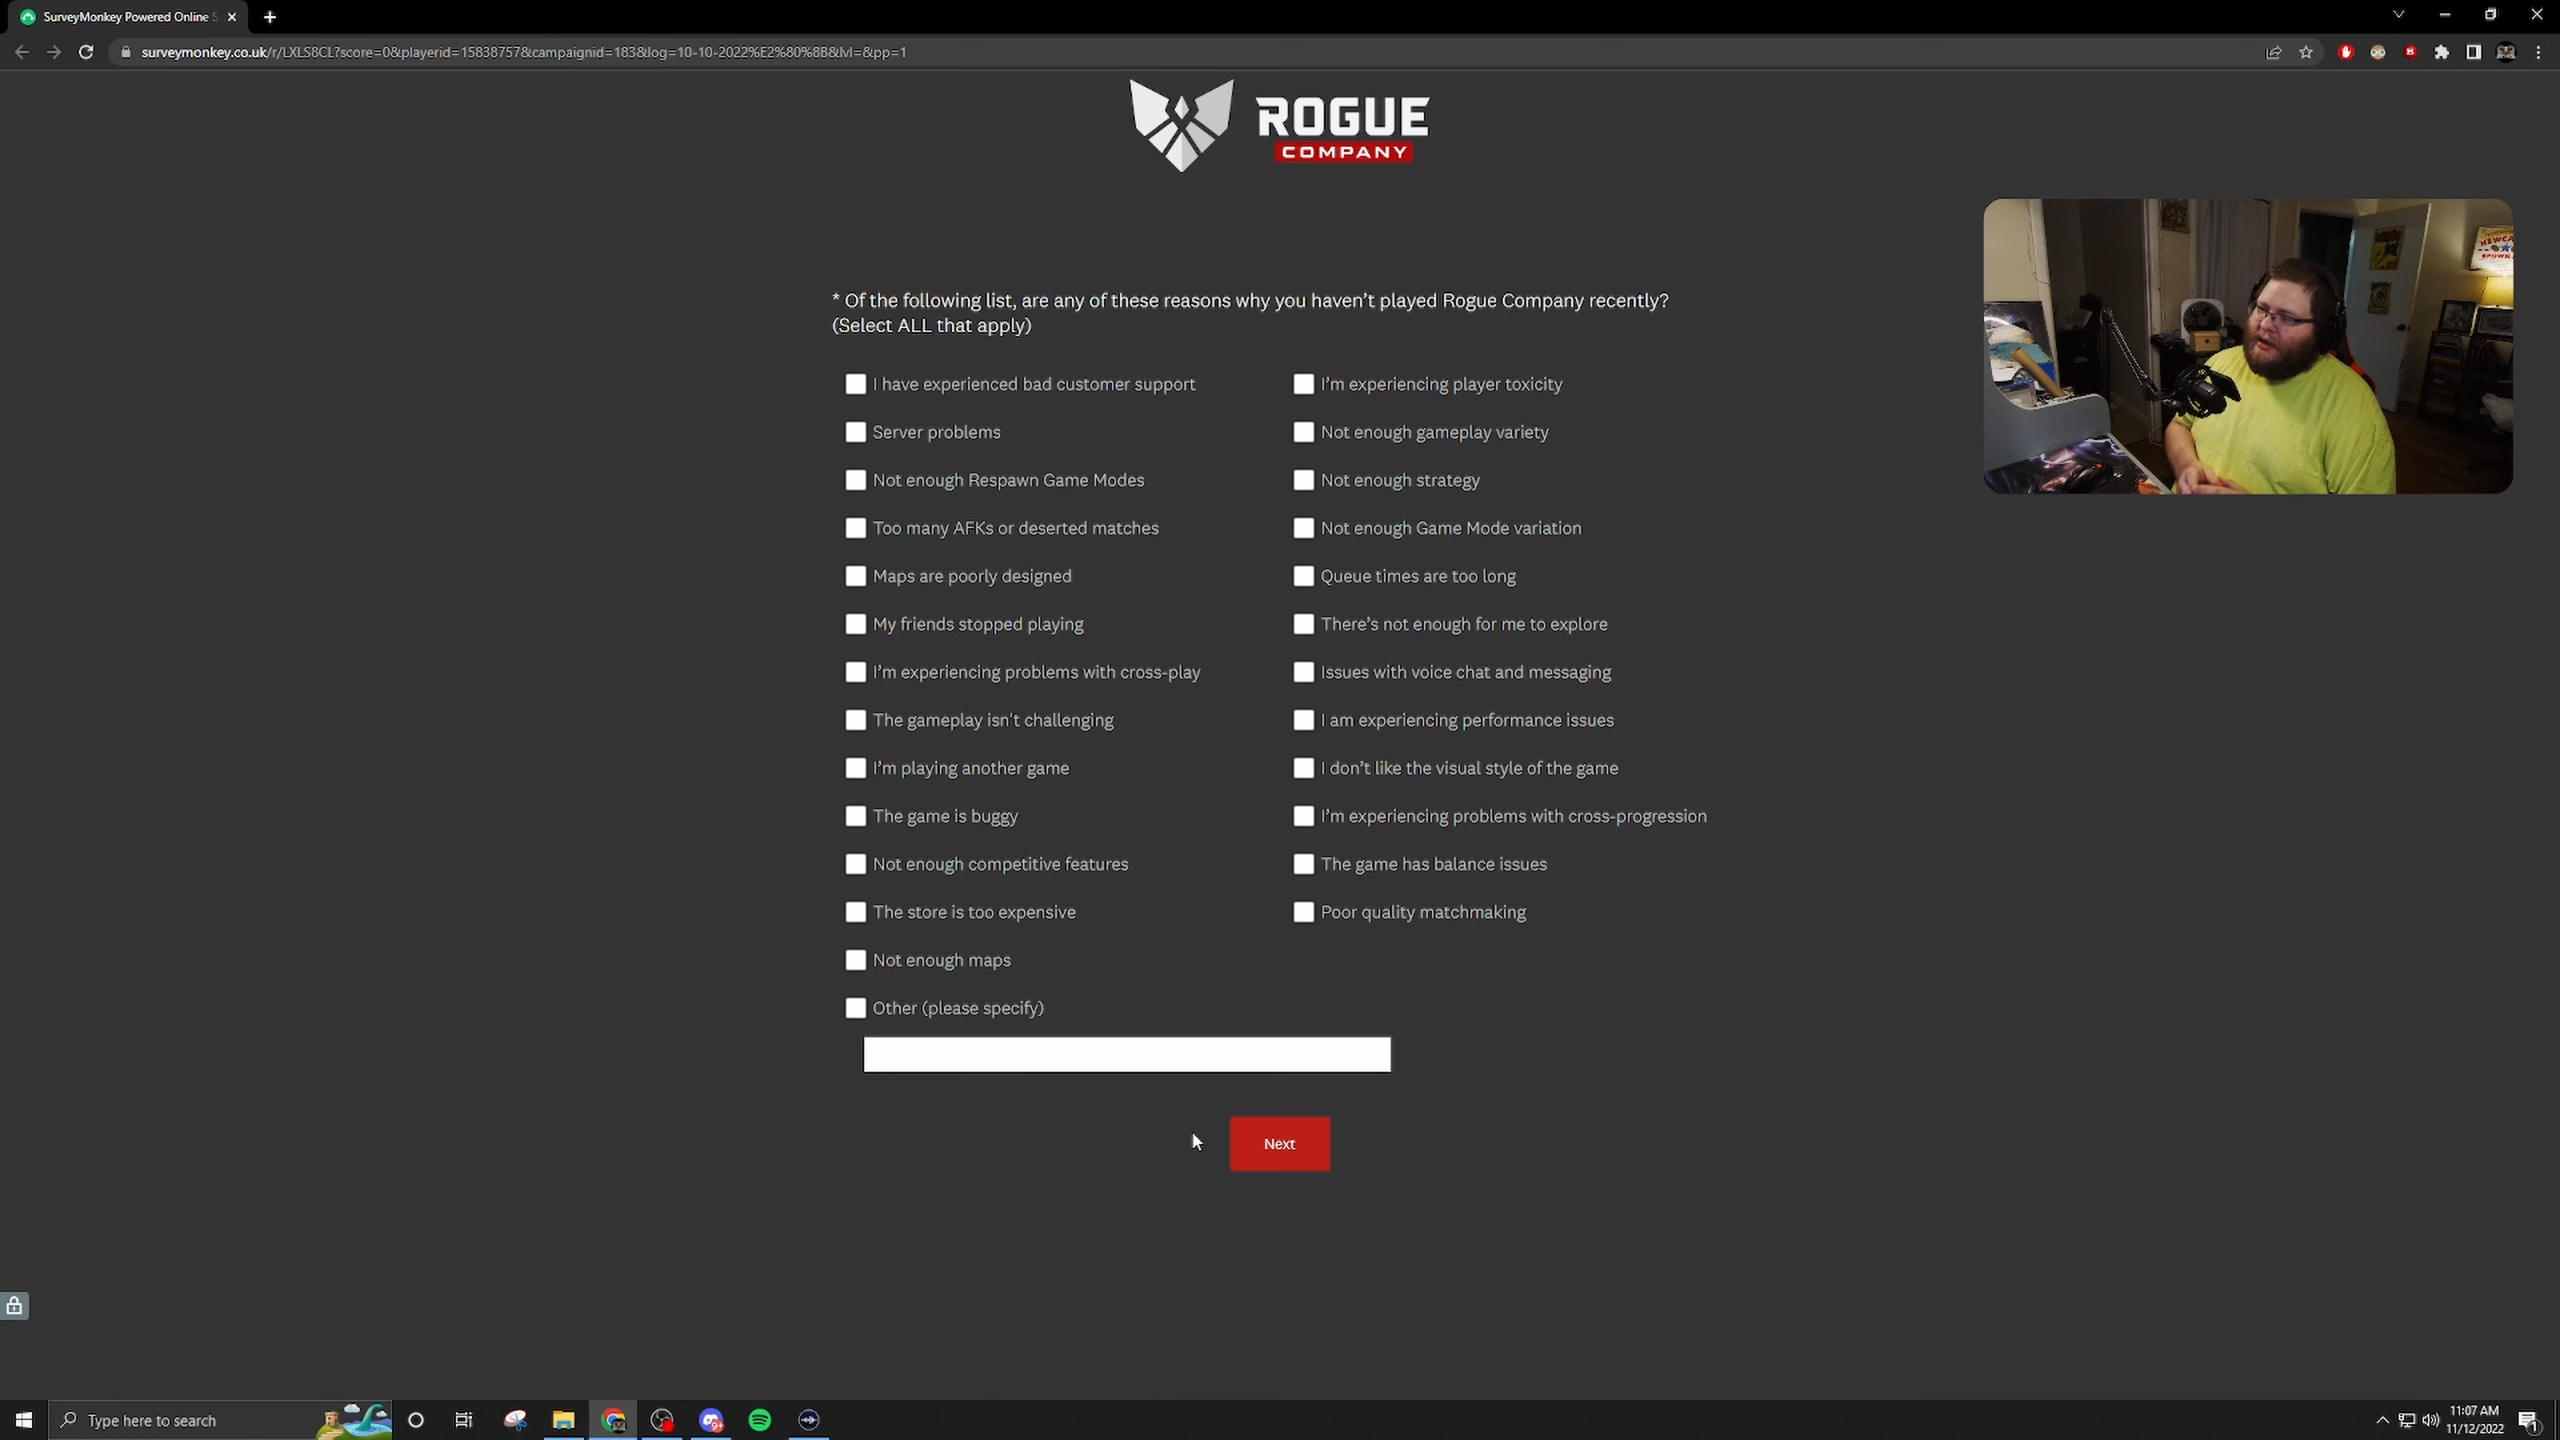 SurveyMonkey Powered Online S
surveymonkey.co.uk/r/LXLS8CL?score=0&playerid=15838757&campaignid=183&log=10-10-2022%E2%80%8B&lvl=&pp=1
ROGUE
COMPANY
* Of the following list, are any of these reasons why you haven't played Rogue Company recently?
(Select ALL that apply)
I have experienced bad customer support
I'm experiencing player toxicity
Server problems
Not enough gameplay variety
Not enough Respawn Game Modes
Not enough strategy
Too many AFKs or deserted matches
Not enough Game Mode variation
Maps are poorly designed
Queue times are too long
My friends stopped playing
There's not enough for me to explore
I'm experiencing problems with cross-play
Issues with voice chat and messaging
The gameplay isn't challenging
I am experiencing performance issues
I'm playing another game
I don't like the visual style of the game
The game is buggy
I'm experiencing problems with cross-progression
Not enough competitive features
The game has balance issues
The store is too expensive
Poor quality matchmaking
Not enough maps
Other (please specify)
Next
Type here to search
11:07 AM
11/12/2022